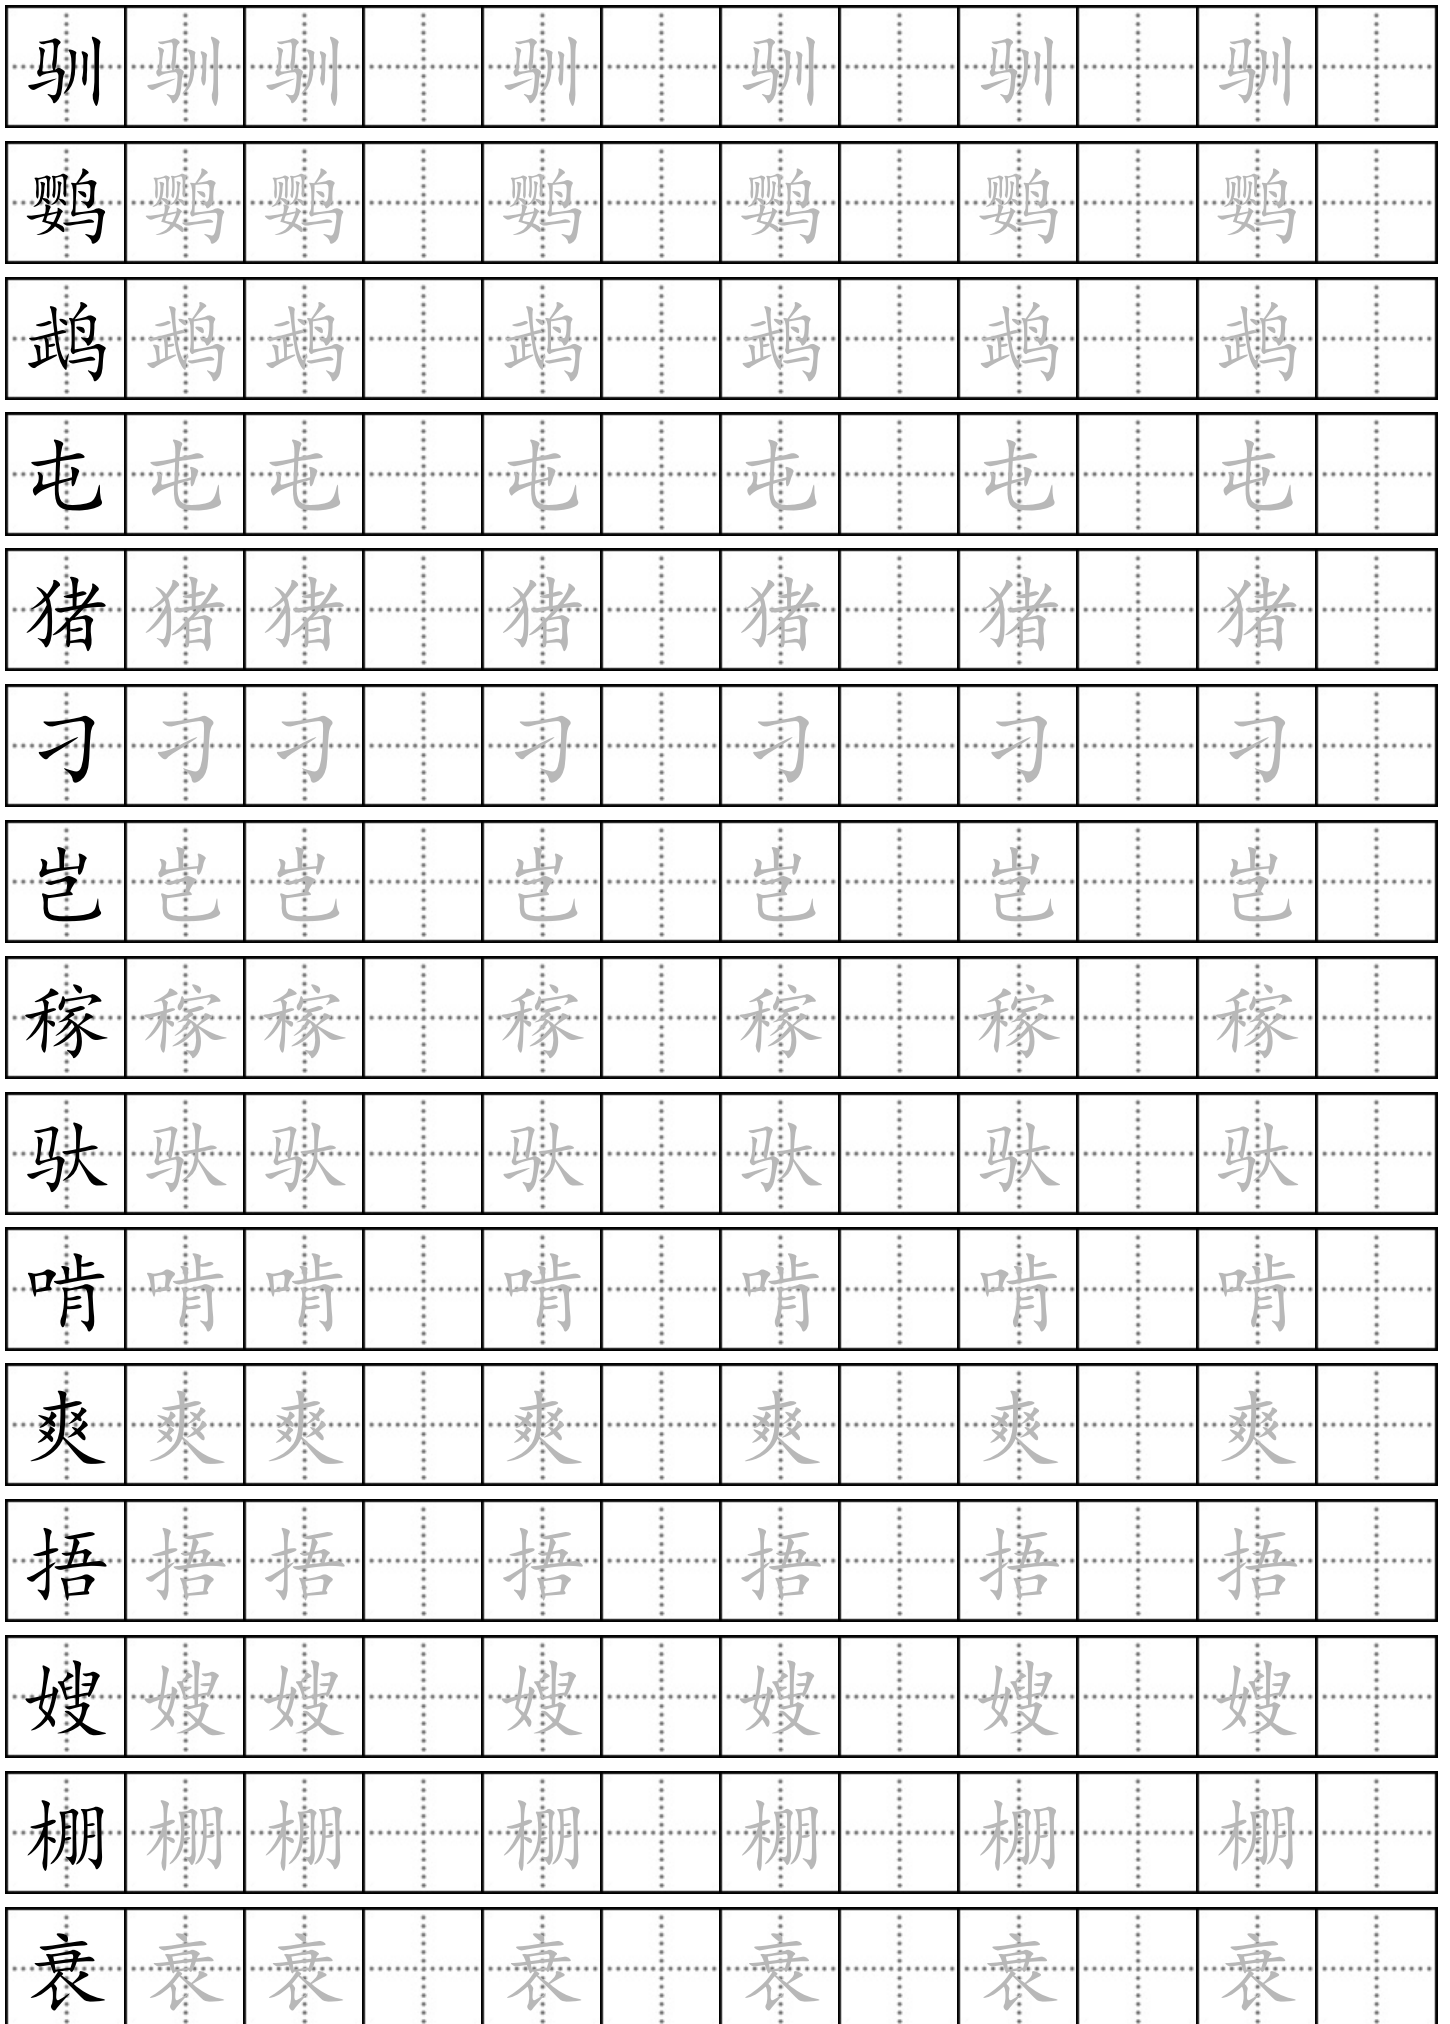 驯 驯 驯 驯 驯 驯 驯
鹦 鹦 鹦 鹦 鹦 鹦 鹦
鹉 鹉 鹉 鹉 鹉 鹉 鹉
屯 屯 屯 屯 屯 屯 屯
猪 猪 猪 猪 猪 猪 猪
刁 刁 刁 刁 刁 刁 刁
岂 岂 岂 岂 岂 岂 岂
稼 稼 稼 稼 稼 稼 稼
驮 驮 驮 驮 驮 驮 驮
啃 啃 啃 啃 啃 啃 啃
爽 爽 爽 爽 爽 爽 爽
捂 捂 捂 捂 捂 捂 捂
嫂 嫂 嫂 嫂 嫂 嫂 嫂
棚 棚 棚 棚 棚 棚 棚
衰 衰 衰 衰 衰 衰 衰